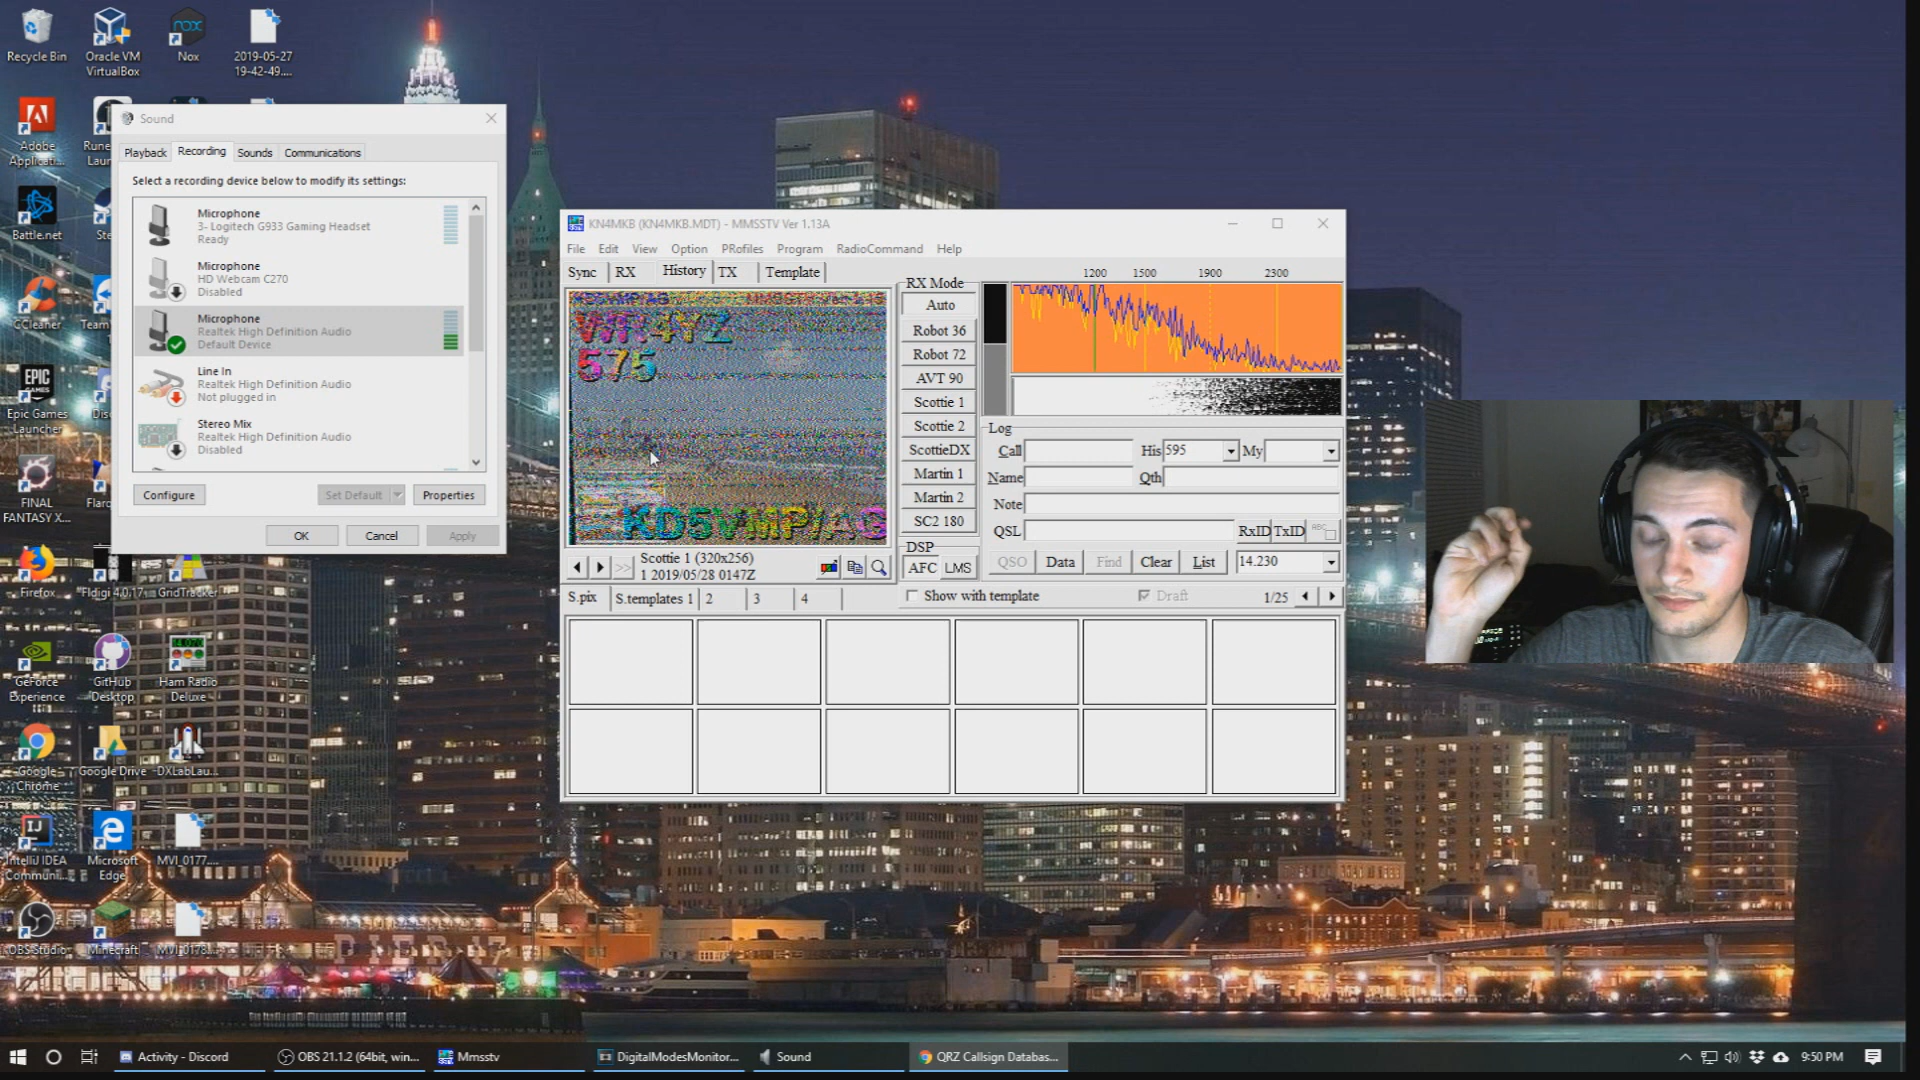 Recycle Bin
Oracle VM
VirtualBox
Nox
2019-05-27
19-42-49....
Adobe
Applicati...
Battle.net
CCleaner
Epic Games
Launcher
FINAL
FANTASY X...
Firefox
Fldigi 4.0.17
GridTracker
GeForce
Experience
GitHub
Desktop
Ham Radio
Deluxe
Google
Chrome
Google Drive
DXLabLau...
IntelliJ IDEA
Communi...
Microsoft
Edge
MVI_0177....
OBS Studio
Minecraft
MVI_0178....
Sound
Playback
Recording
Sounds
Communications
Select a recording device below to modify its settings:
Microphone
3- Logitech G933 Gaming Headset
Ready
Microphone
HD Webcam C270
Disabled
Microphone
Realtek High Definition Audio
Default Device
Line In
Realtek High Definition Audio
Not plugged in
Stereo Mix
Realtek High Definition Audio
Disabled
Configure
Set Default
Properties
OK
Cancel
Apply
KN4MKB (KN4MKB.MDT) - MMSSTV Ver 1.13A
File Edit View Option PRofiles Program RadioCommand Help
Sync RX History TX Template
WR4YZ
575
KD5VMP/AG
Scottie 1 (320x256)
1 2019/05/28 0147Z
RX Mode
Auto
Robot 36
Robot 72
AVT 90
Scottie 1
Scottie 2
ScottieDX
Martin 1
Martin 2
SC2 180
DSP
AFC LMS
1200 1500 1900 2300
Log
Call His 595 My
Name Qth
Note
QSL RxID TxID
QSO Data Find Clear List 14.230
S.pix S.templates 1 2 3 4
Show with template
Draft
1/25
Activity - Discord
OBS 21.1.2 (64bit, win...
Mmsstv
DigitalModesMonitor...
Sound
QRZ Callsign Databas...
9:50 PM